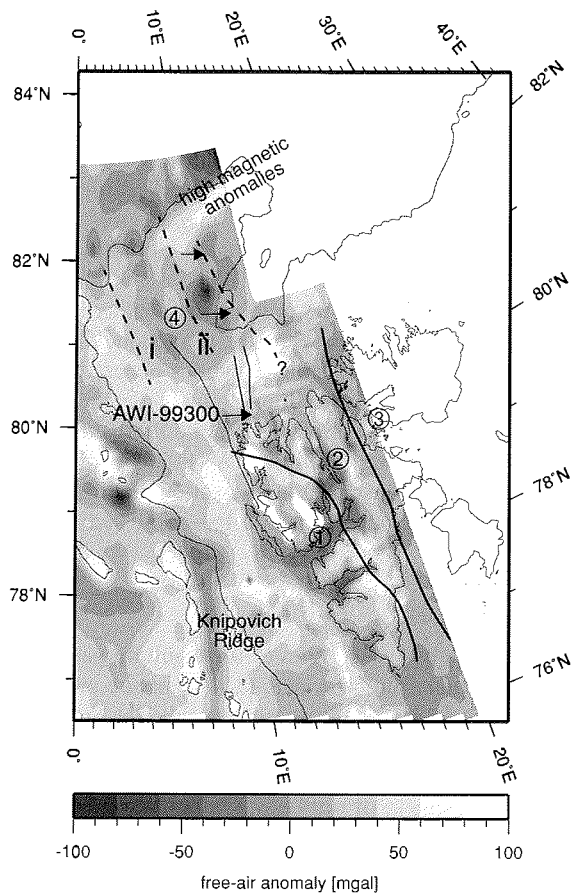 0° 10°E 20°E 30°E 40°E
84°N 82°N
high magnetic
anomalies
82°N
④
i ii
80°N
?
80°N AWI-99300
③
②
78°N
①
78°N
Knipovich
Ridge
76°N
0° 10°E 20°E
-100 -50 0 50 100
free-air anomaly [mgal]